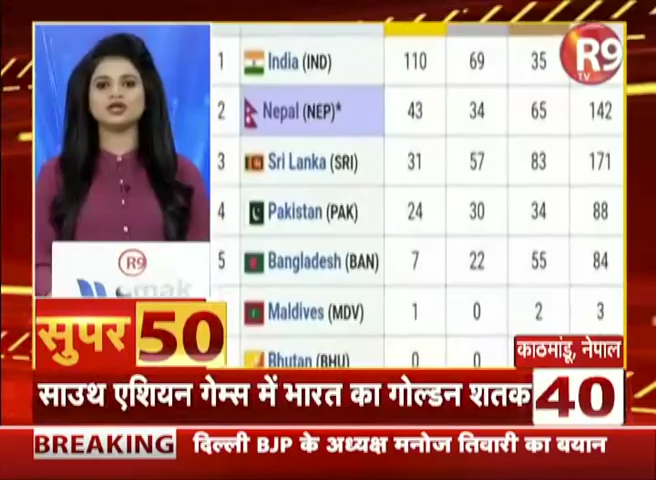 1 India (IND) 110 69 35
R9
TV
2 Nepal (NEP)* 43 34 65 142
3 Sri Lanka (SRI) 31 57 83 171
4 Pakistan (PAK) 24 30 34 88
5 Bangladesh (BAN) 7 22 55 84
R9
Maldives (MDV) 1 0 2 3
Bhutan (BHU) 0 0
सुपर 50
काठमांडू, नेपाल
साउथ एशियन गेम्स में भारत का गोल्डन शतक 40
BREAKING दिल्ली BJP के अध्यक्ष मनोज तिवारी का बयान